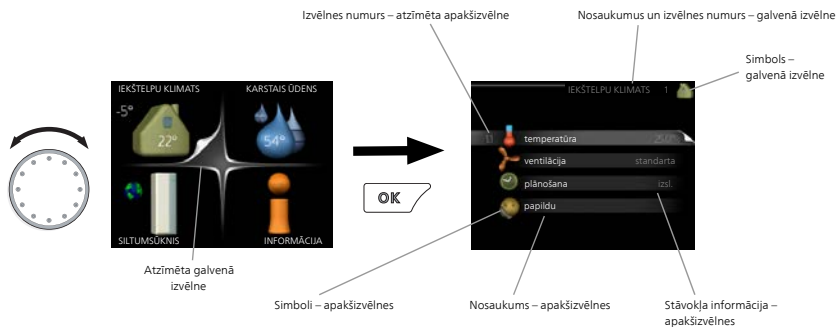 Izvēlnes numurs – atzīmēta apakšizvēlne
Nosaukumus un izvēlnes numurs – galvenā izvēlne
Simbols –
galvenā izvēlne
IEKŠTELPU KLIMATS
KARSTAIS ŪDENS
-5°
22°
54°
SILTUMSŪKNIS
INFORMĀCIJA
OK
IEKŠTELPU KLIMATS 1
1.1 temperatūra
ventilācija standarta
plānošana izsl.
papildu
Atzīmēta galvenā
izvēlne
Simboli – apakšizvēlnes
Nosaukums – apakšizvēlnes
Stāvokļa informācija –
apakšizvēlnes